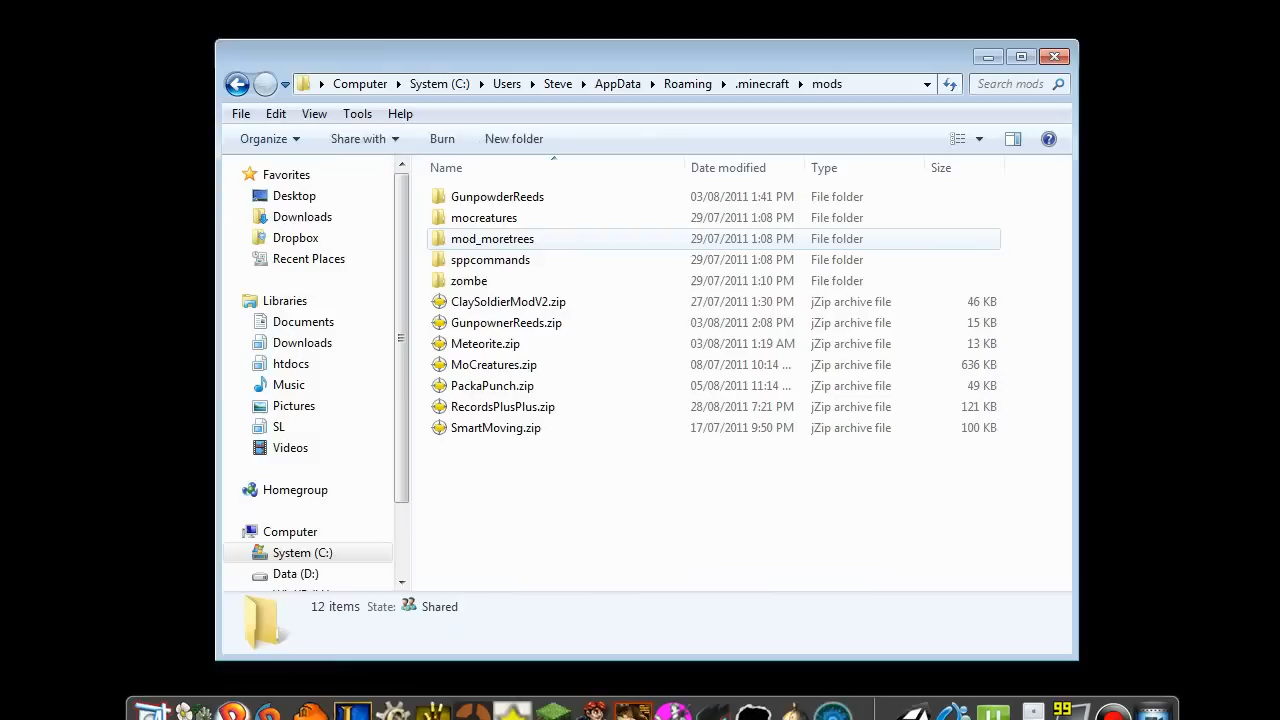 Computer System (C:) Users Steve AppData Roaming .minecraft mods Search mods
File Edit View Tools Help
Organize Share with Burn New folder
Name Date modified Type Size
Favorites
Desktop
Downloads
Dropbox
Recent Places
Libraries
Documents
Downloads
htdocs
Music
Pictures
SL
Videos
Homegroup
Computer
System (C:)
Data (D:)
GunpowderReeds 03/08/2011 1:41 PM File folder
mocreatures 29/07/2011 1:08 PM File folder
mod_moretrees 29/07/2011 1:08 PM File folder
sppcommands 29/07/2011 1:08 PM File folder
zombe 29/07/2011 1:10 PM File folder
ClaySoldierModV2.zip 27/07/2011 1:30 PM jZip archive file 46 KB
GunpownerReeds.zip 03/08/2011 2:08 PM jZip archive file 15 KB
Meteorite.zip 03/08/2011 1:19 AM jZip archive file 13 KB
MoCreatures.zip 08/07/2011 10:14 ... jZip archive file 636 KB
PackaPunch.zip 05/08/2011 11:14 ... jZip archive file 49 KB
RecordsPlusPlus.zip 28/08/2011 7:21 PM jZip archive file 121 KB
SmartMoving.zip 17/07/2011 9:50 PM jZip archive file 100 KB
12 items State: Shared
99